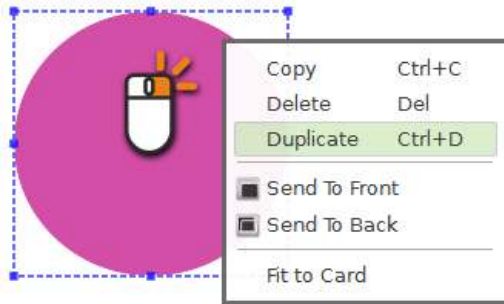 Copy Ctrl+C
Delete Del
Duplicate Ctrl+D
Send To Front
Send To Back
Fit to Card